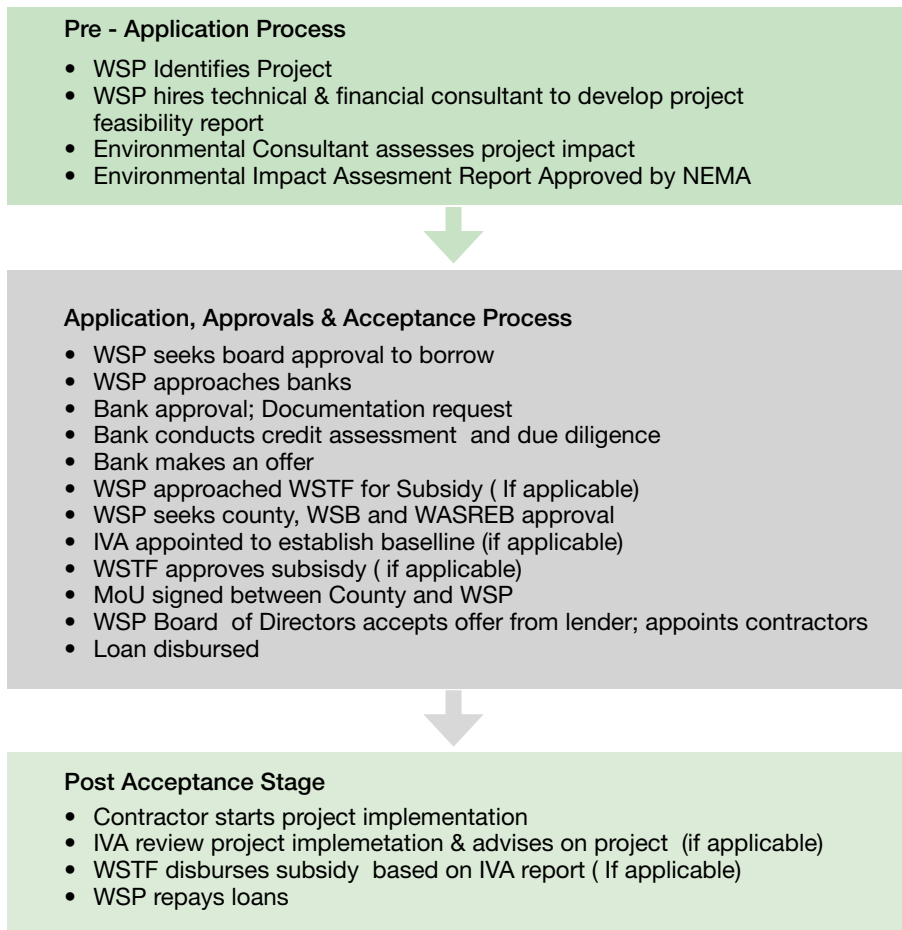 Pre - Application Process
• WSP Identifies Project
• WSP hires technical & financial consultant to develop project
feasibility report
• Environmental Consultant assesses project impact
• Environmental Impact Assesment Report Approved by NEMA
Application, Approvals & Acceptance Process
• WSP seeks board approval to borrow
• WSP approaches banks
• Bank approval; Documentation request
• Bank conducts credit assessment and due diligence
• Bank makes an offer
• WSP approached WSTF for Subsidy ( If applicable)
• WSP seeks county, WSB and WASREB approval
• IVA appointed to establish baselline (if applicable)
• WSTF approves subsisdy ( if applicable)
• MoU signed between County and WSP
• WSP Board of Directors accepts offer from lender; appoints contractors
• Loan disbursed
Post Acceptance Stage
• Contractor starts project implementation
• IVA review project implemetation & advises on project (if applicable)
• WSTF disburses subsidy based on IVA report ( If applicable)
• WSP repays loans